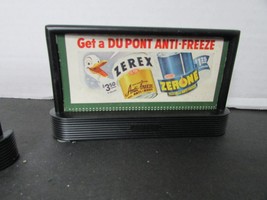 Get a DU PONT ANTI-FREEZE
ZEREX
$3.50
Anti-Freeze
ZERONE